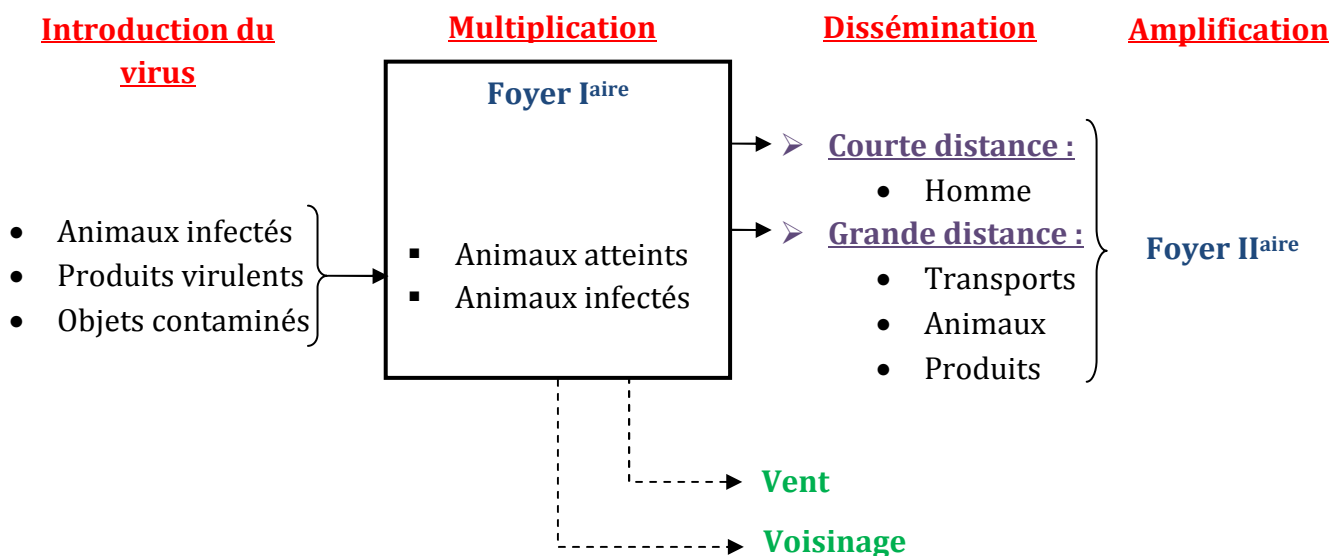 Introduction du
virus
Multiplication
Dissémination
Amplification
Foyer Iaire
• Animaux infectés
• Produits virulents
• Objets contaminés
▪ Animaux atteints
▪ Animaux infectés
➢ Courte distance :
• Homme
➢ Grande distance :
• Transports
• Animaux
• Produits
Foyer IIaire
Vent
Voisinage